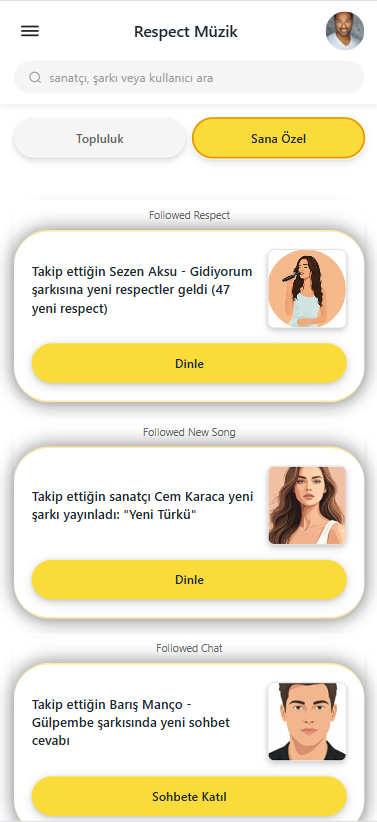 Respect Müzik
sanatçı, şarkı veya kullanıcı ara
Topluluk
Sana Özel
Followed Respect
Takip ettiğin Sezen Aksu - Gidiyorum
şarkısına yeni respectler geldi (47
yeni respect)
Dinle
Followed New Song
Takip ettiğin sanatçı Cem Karaca yeni
şarkı yayınladı: "Yeni Türkü"
Dinle
Followed Chat
Takip ettiğin Barış Manço -
Gülpembe şarkısında yeni sohbet
cevabı
Sohbete Katıl